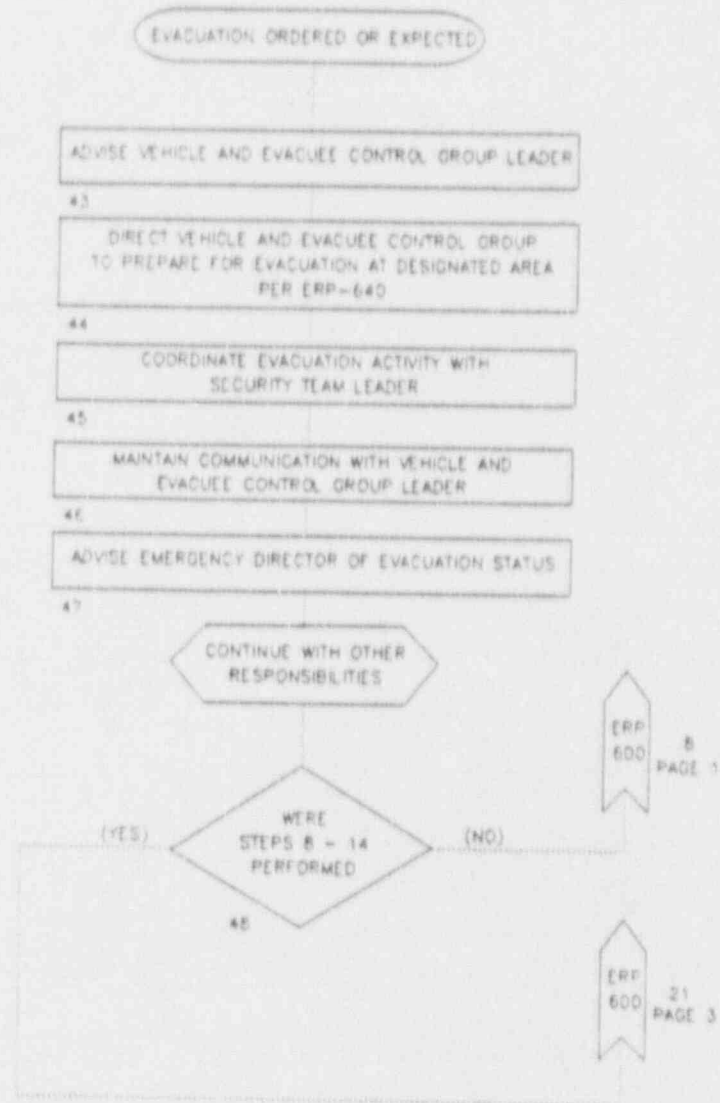 EVACUATION ORDERED OR EXPECTED
ADVISE VEHICLE AND EVACUEE CONTROL GROUP LEADER
43
DIRECT VEHICLE AND EVACUEE CONTROL GROUP
TO PREPARE FOR EVACUATION AT DESIGNATED AREA
PER ERP-640
44
COORDINATE EVACUATION ACTIVITY WITH
SECURITY TEAM LEADER
45
MAINTAIN COMMUNICATION WITH VEHICLE AND
EVACUEE CONTROL GROUP LEADER
46
ADVISE EMERGENCY DIRECTOR OF EVACUATION STATUS
47
CONTINUE WITH OTHER
RESPONSIBILITIES
ERP
600
8
PAGE 1
WERE
STEPS 8 - 14
PERFORMED
(YES)
(NO)
48
ERP
600
21
PAGE 3